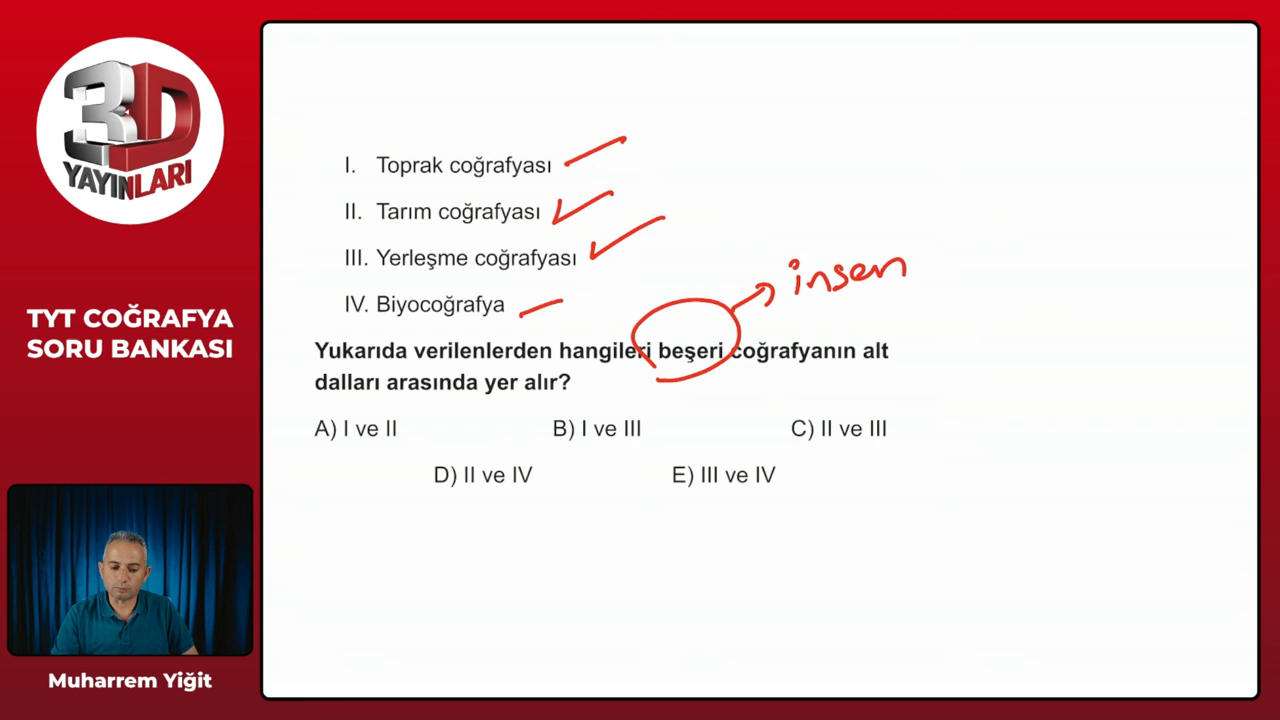 3D
YAYINLARI
TYT COĞRAFYA
SORU BANKASI
Muharrem Yiğit
I. Toprak coğrafyası
II. Tarım coğrafyası
III. Yerleşme coğrafyası
IV. Biyocoğrafya
insan
Yukarıda verilenlerden hangileri beşeri coğrafyanın alt
dalları arasında yer alır?
A) I ve II B) I ve III C) II ve III
D) II ve IV E) III ve IV